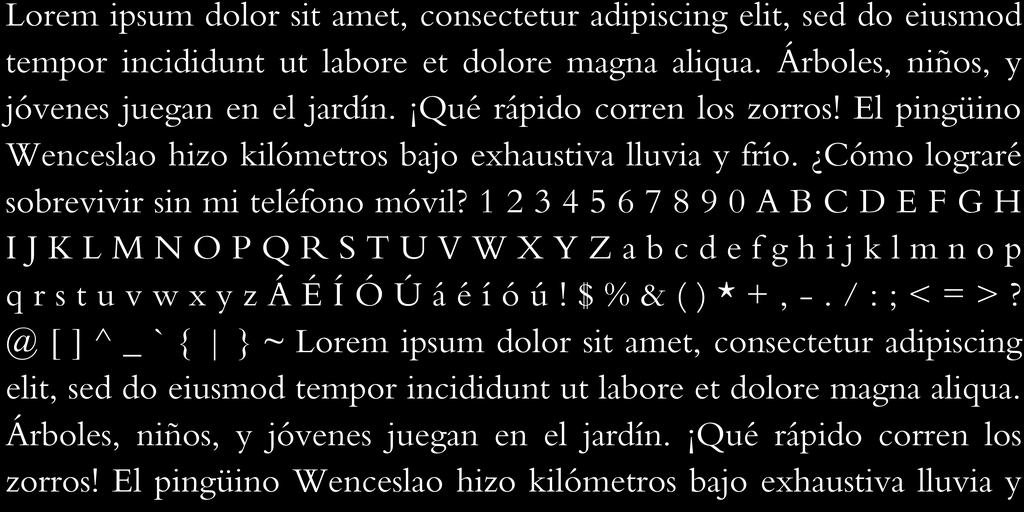 Lorem ipsum dolor sit amet, consectetur adipiscing elit, sed do eiusmod
tempor incididunt ut labore et dolore magna aliqua. Árboles, niños, y
jóvenes juegan en el jardín. ¡Qué rápido corren los zorros! El pingüino
Wenceslao hizo kilómetros bajo exhaustiva lluvia y frío. ¿Cómo lograré
sobrevivir sin mi teléfono móvil? 1 2 3 4 5 6 7 8 9 0 A B C D E F G H
I J K L M N O P Q R S T U V W X Y Z a b c d e f g h i j k l m n o p
q r s t u v w x y z Á É Í Ó Ú á é í ó ú ! $ % & ( ) * + , - . / : ; < = > ?
@ [ ] ^ _ ` { | } ~ Lorem ipsum dolor sit amet, consectetur adipiscing
elit, sed do eiusmod tempor incididunt ut labore et dolore magna aliqua.
Árboles, niños, y jóvenes juegan en el jardín. ¡Qué rápido corren los
zorros! El pingüino Wenceslao hizo kilómetros bajo exhaustiva lluvia y